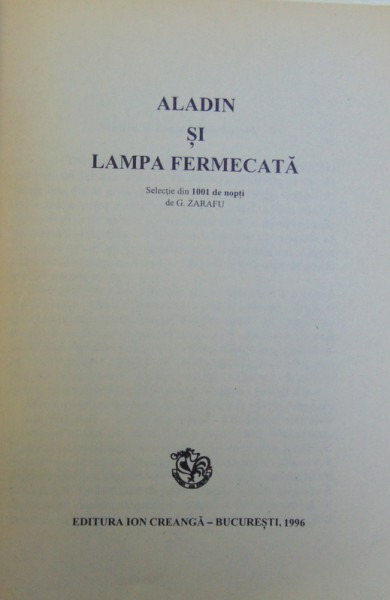 ALADIN
ȘI
LAMPA FERMECATĂ
Selecție din 1001 de nopți
de G. ZARAFU
EDITURA ION CREANGĂ – BUCUREȘTI, 1996